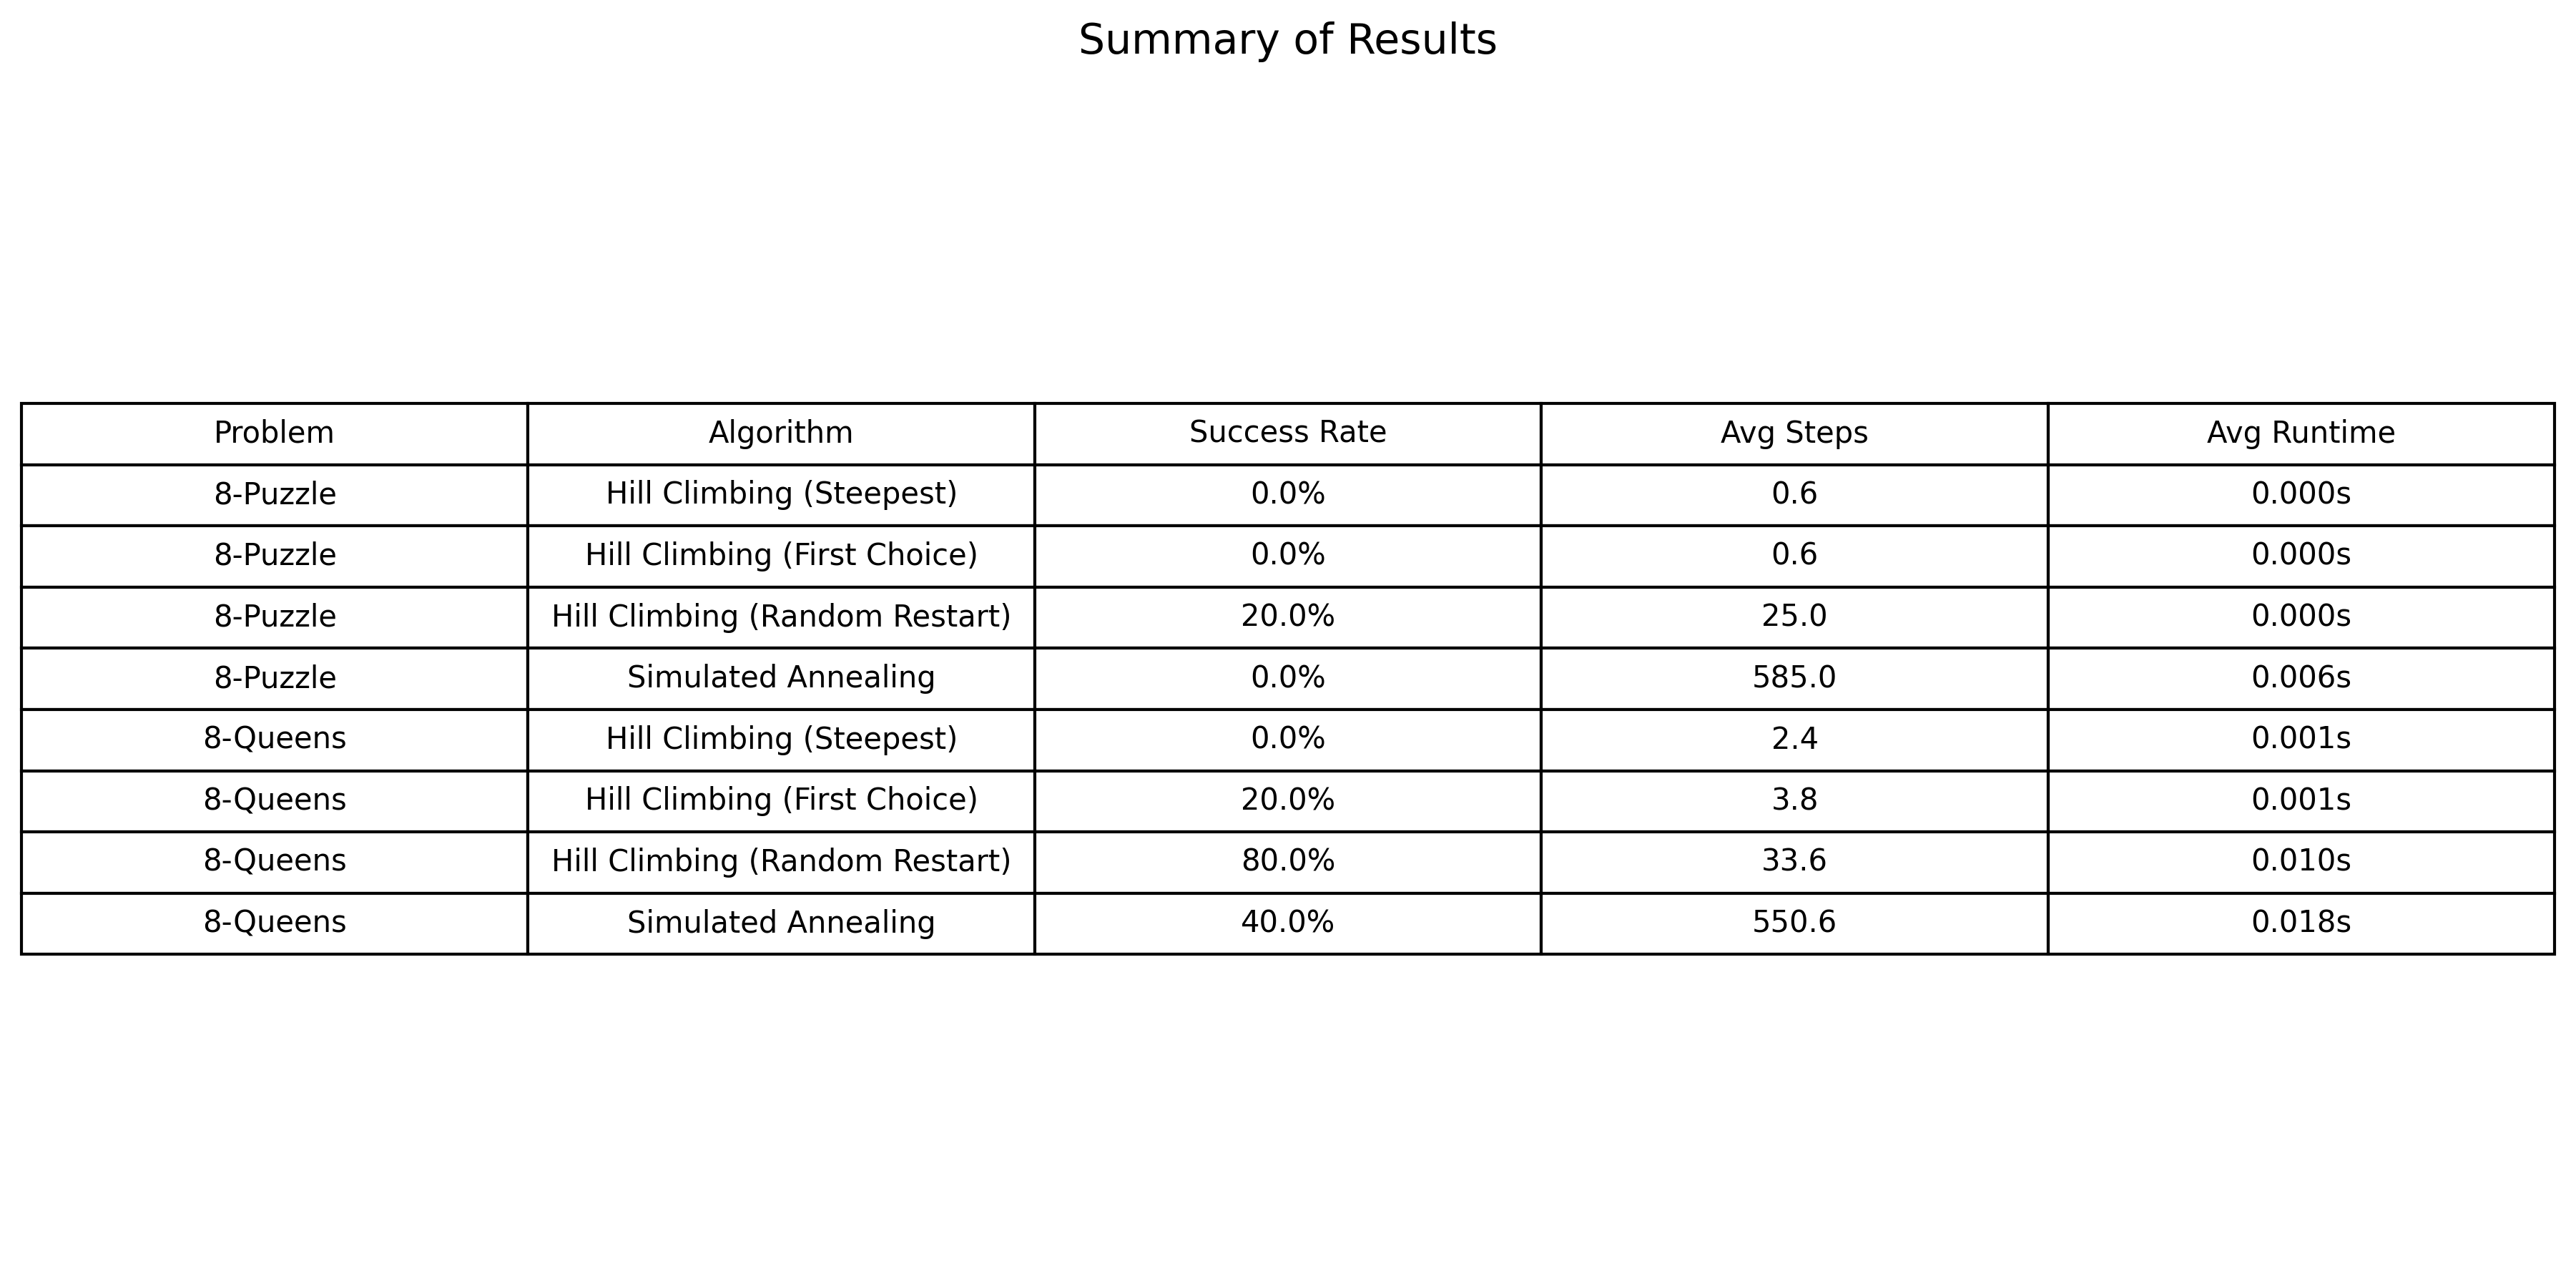 Summary of Results
Problem Algorithm Success Rate Avg Steps Avg Runtime
8-Puzzle Hill Climbing (Steepest) 0.0% 0.6 0.000s
8-Puzzle Hill Climbing (First Choice) 0.0% 0.6 0.000s
8-Puzzle Hill Climbing (Random Restart) 20.0% 25.0 0.000s
8-Puzzle Simulated Annealing 0.0% 585.0 0.006s
8-Queens Hill Climbing (Steepest) 0.0% 2.4 0.001s
8-Queens Hill Climbing (First Choice) 20.0% 3.8 0.001s
8-Queens Hill Climbing (Random Restart) 80.0% 33.6 0.010s
8-Queens Simulated Annealing 40.0% 550.6 0.018s